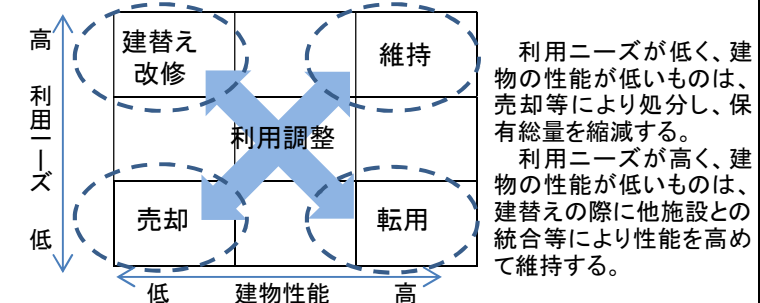 高
利用ニーズ
低
建替え
改修
維持
利用調整
売却
転用
低　建物性能　高
　利用ニーズが低く、建
物の性能が低いものは、
売却等により処分し、保
有総量を縮減する。
　利用ニーズが高く、建
物の性能が低いものは、
建替えの際に他施設との
統合等により性能を高め
て維持する。